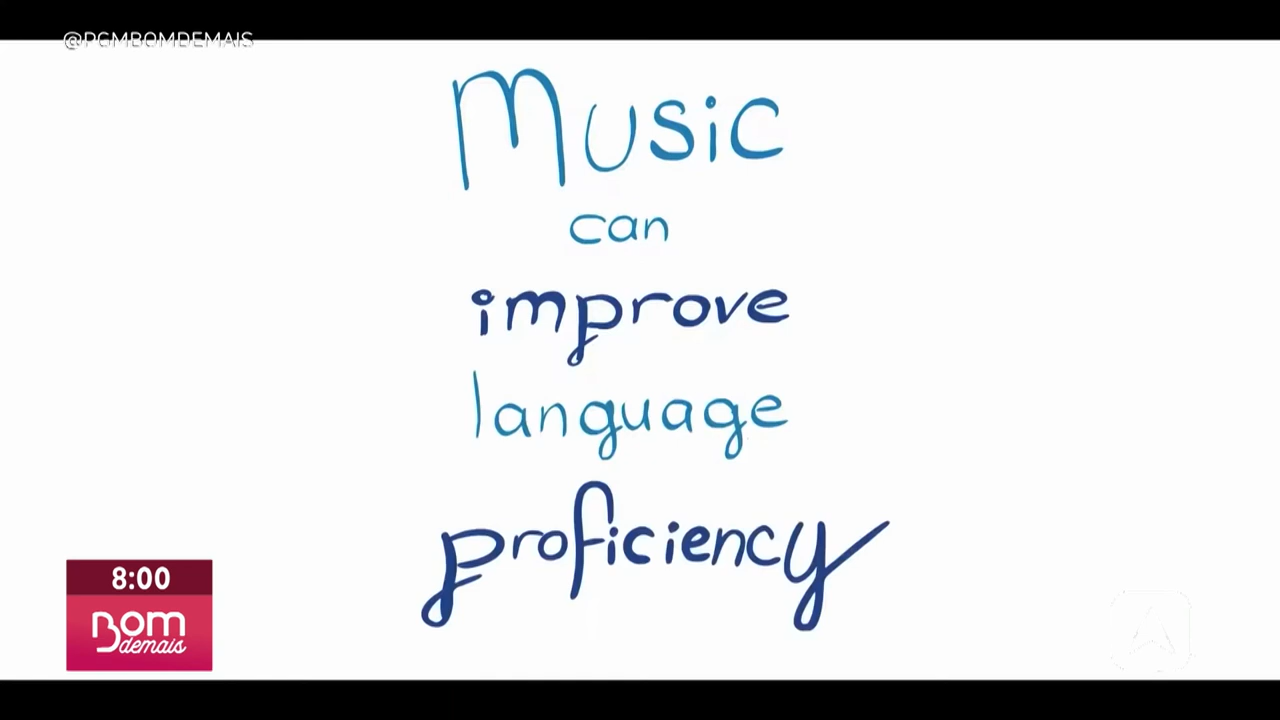 @PGMBOMDEMAIS
Music
can
improve
language
proficiency
8:00
Bom
demais